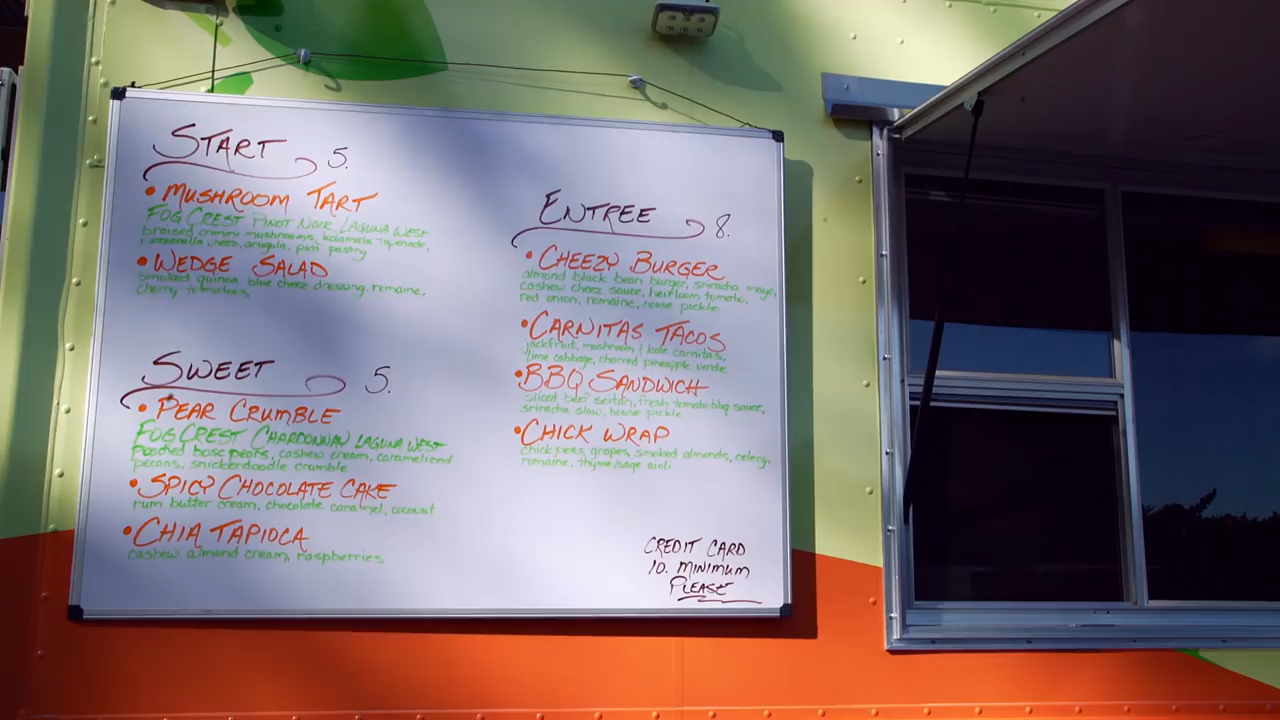 START 5.
• MUSHROOM TART
FOG CREST PINOT NOIR LAGUNA WEST
braised crimini mushrooms, kalamata tapenade,
cheez, arugula, puff pastry
• WEDGE SALAD
smoked quinoa, blue cheez dressing, romaine,
cherry tomatoes
SWEET 5.
• PEAR CRUMBLE
FOG CREST CHARDONNAY LAGUNA WEST
poached bosc pears, cashew cream, caramelized
pecans, snickerdoodle crumble
• SPICY CHOCOLATE CAKE
rum butter cream, chocolate caramel, coconut
• CHIA TAPIOCA
cashew almond cream, raspberries
ENTREE 8.
• CHEEZY BURGER
almond black bean burger, sriracha mayo,
cashew cheez sauce, heirloom tomato,
red onion, romaine, house pickle
• CARNITAS TACOS
jackfruit, mushroom / kale carnitas,
lime cabbage, charred pineapple verde
• BBQ SANDWICH
sliced beef seitan, fresh tomato bbq sauce,
sriracha slaw, house pickle
• CHICK WRAP
chick peas, grapes, smoked almonds, celery,
romaine, thyme/sage aioli
CREDIT CARD
10. MINIMUM
PLEASE